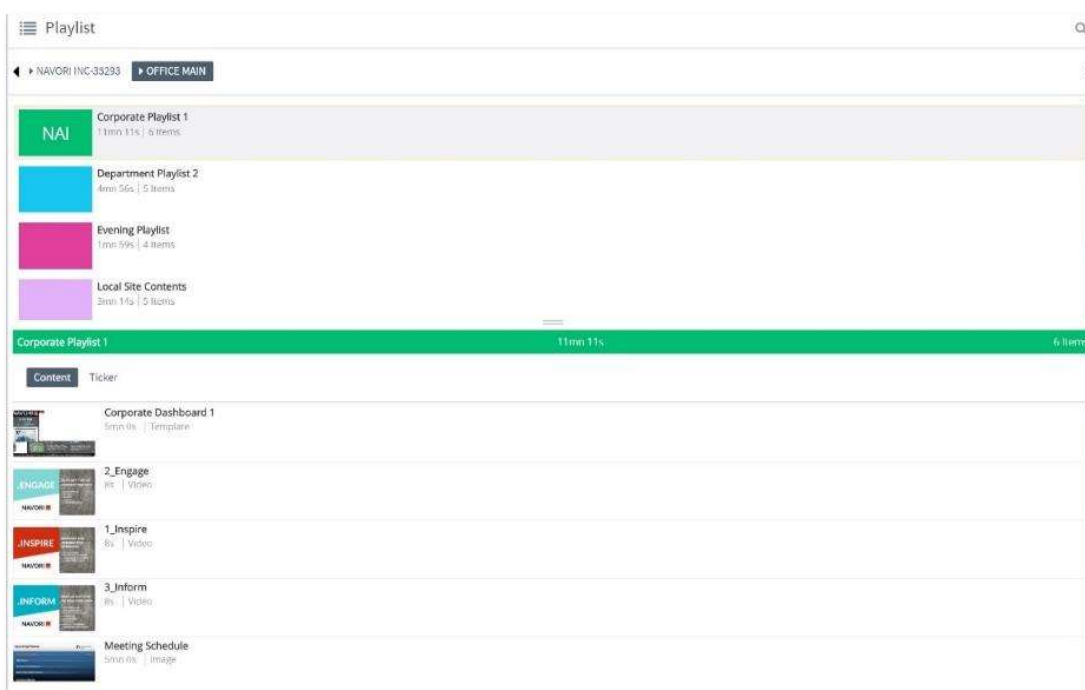 Playlist
NAVORI INC-35293 OFFICE MAIN
NAI
Corporate Playlist 1
11mn 11s | 6 Items
Department Playlist 2
4mn 56s | 5 Items
Evening Playlist
1mn 59s | 4 Items
Local Site Contents
3mn 14s | 5 Items
Corporate Playlist 1 11mn 11s 6 Items
Content Ticker
Corporate Dashboard 1
5mn 0s | Template
2_Engage
8s | Video
.ENGAGE
NAVORI
1_Inspire
8s | Video
.INSPIRE
NAVORI
3_Inform
8s | Video
.INFORM
NAVORI
Meeting Schedule
5mn 0s | Image